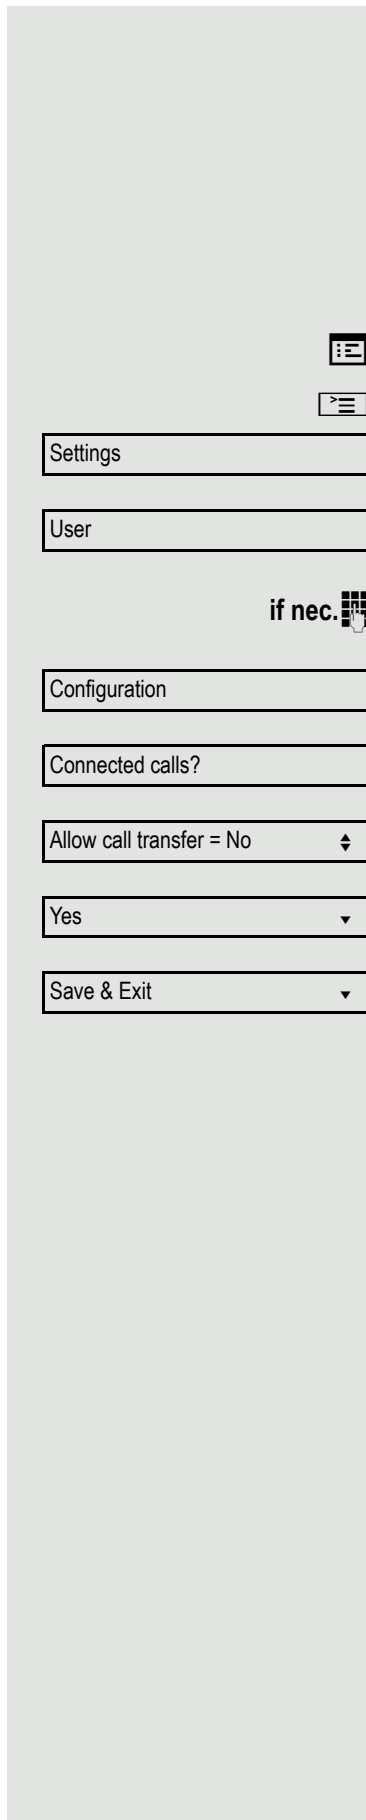 Settings
User
if nec.
Configuration
Connected calls?
Allow call transfer = No
Yes
Save & Exit